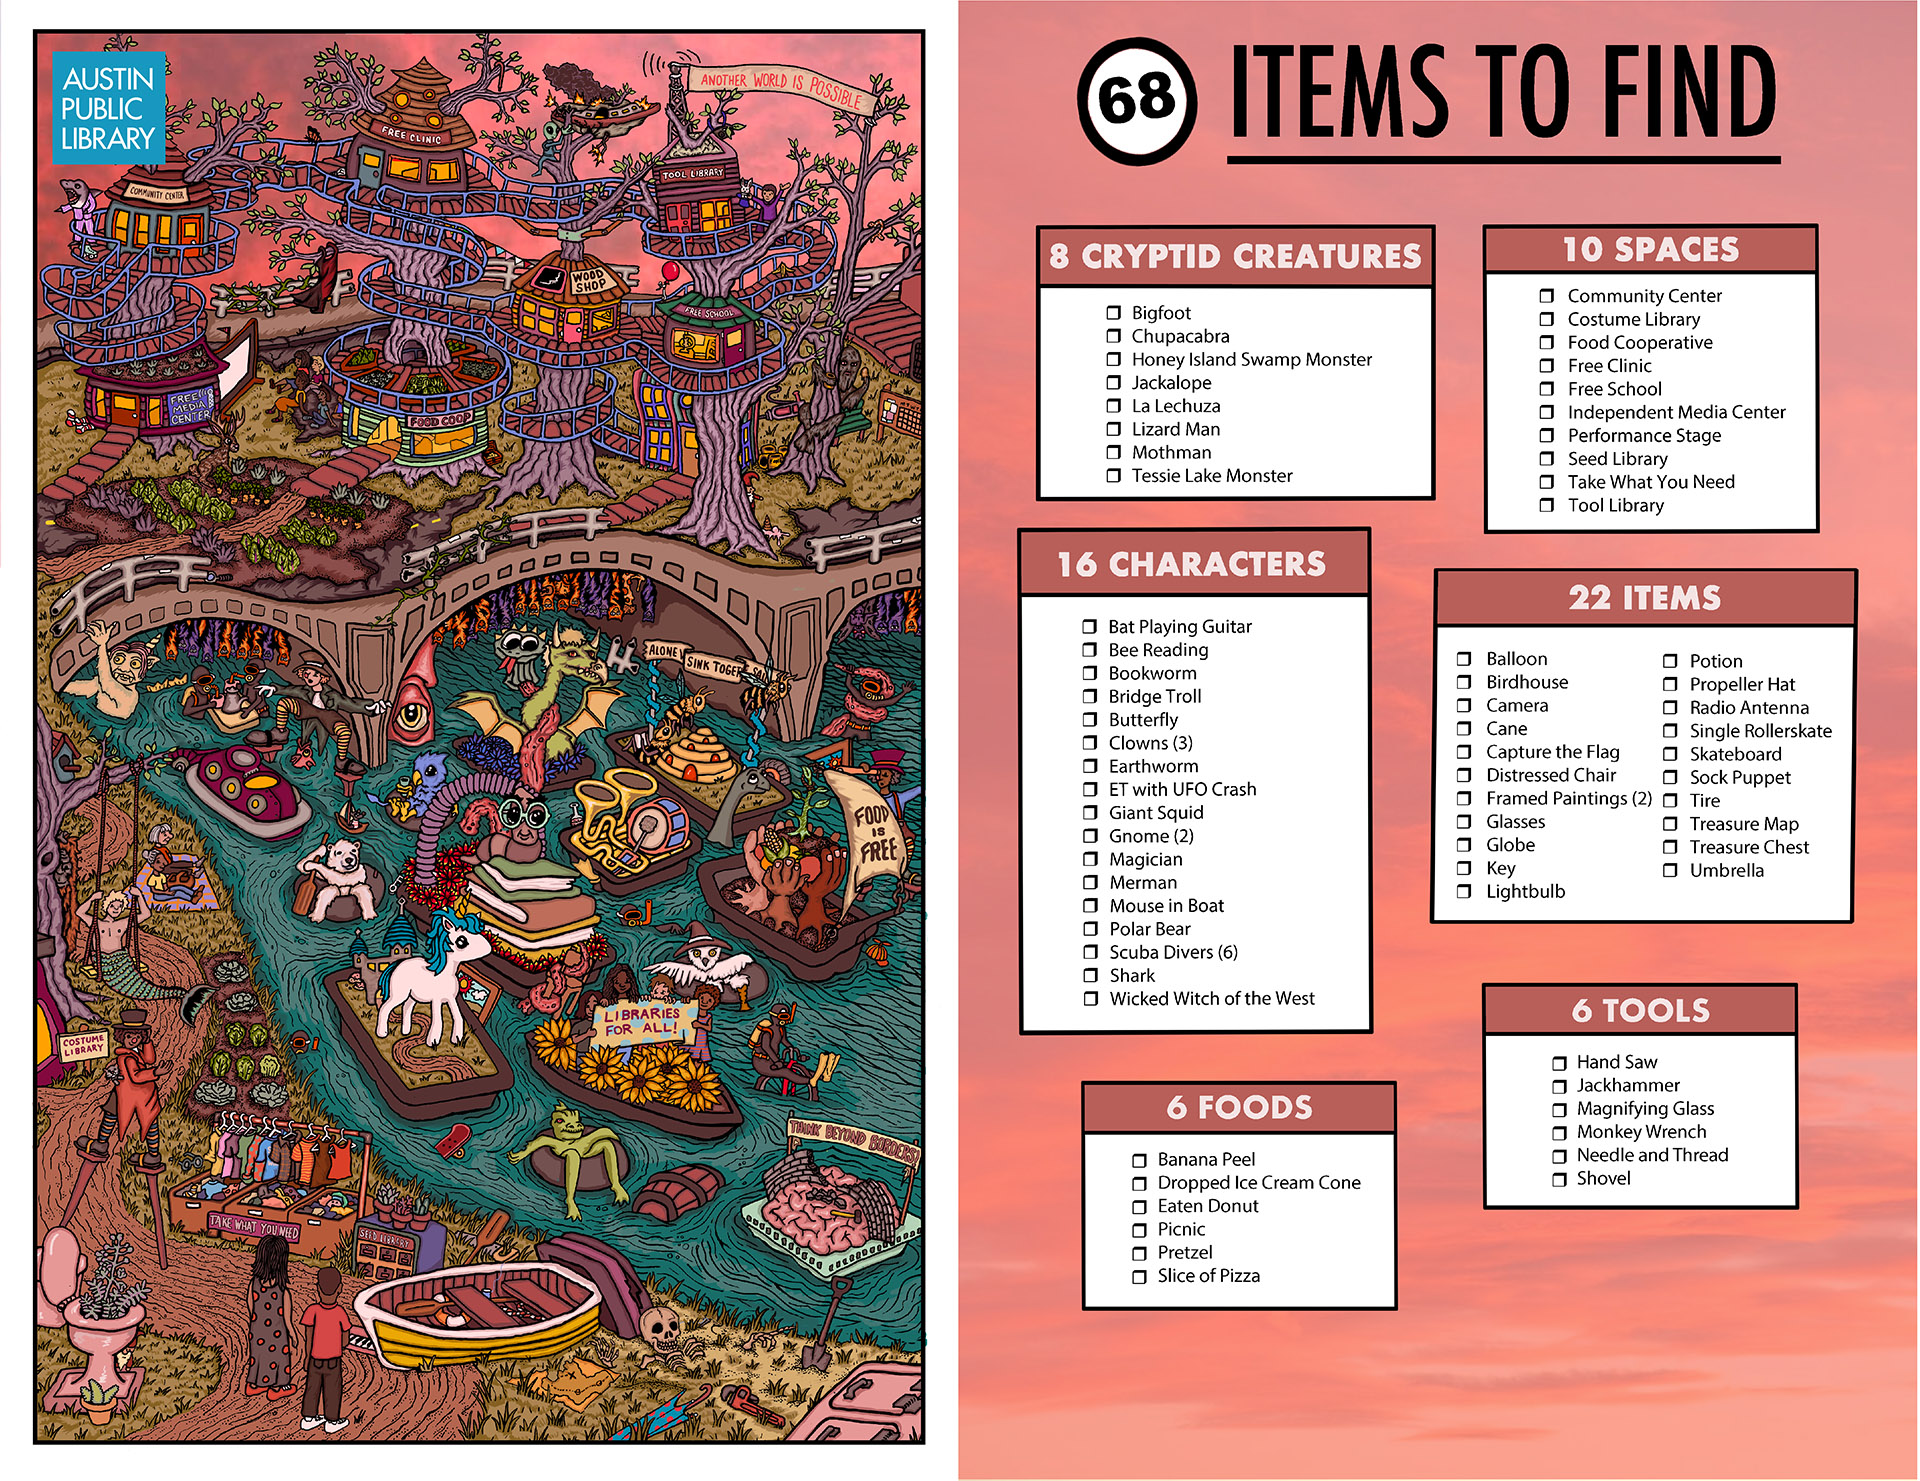 AUSTIN
PUBLIC
LIBRARY
ANOTHER WORLD IS POSSIBLE
FREE CLINIC
TOOL LIBRARY
COMMUNITY CENTER
WOOD
SHOP
FREE SCHOOL
FREE
MEDIA
CENTER
FOOD COOP
ALONE
SINK TOGETHER
FOOD
IS
FREE
LIBRARIES
FOR ALL!
COSTUME
LIBRARY
THINK BEYOND BORDERS!
TAKE WHAT YOU NEED
SEED LIBRARY
68 ITEMS TO FIND
8 CRYPTID CREATURES
Bigfoot
Chupacabra
Honey Island Swamp Monster
Jackalope
La Lechuza
Lizard Man
Mothman
Tessie Lake Monster
10 SPACES
Community Center
Costume Library
Food Cooperative
Free Clinic
Free School
Independent Media Center
Performance Stage
Seed Library
Take What You Need
Tool Library
16 CHARACTERS
Bat Playing Guitar
Bee Reading
Bookworm
Bridge Troll
Butterfly
Clowns (3)
Earthworm
ET with UFO Crash
Giant Squid
Gnome (2)
Magician
Merman
Mouse in Boat
Polar Bear
Scuba Divers (6)
Shark
Wicked Witch of the West
22 ITEMS
Balloon
Birdhouse
Camera
Cane
Capture the Flag
Distressed Chair
Framed Paintings (2)
Glasses
Globe
Key
Lightbulb
Potion
Propeller Hat
Radio Antenna
Single Rollerskate
Skateboard
Sock Puppet
Tire
Treasure Map
Treasure Chest
Umbrella
6 FOODS
Banana Peel
Dropped Ice Cream Cone
Eaten Donut
Picnic
Pretzel
Slice of Pizza
6 TOOLS
Hand Saw
Jackhammer
Magnifying Glass
Monkey Wrench
Needle and Thread
Shovel